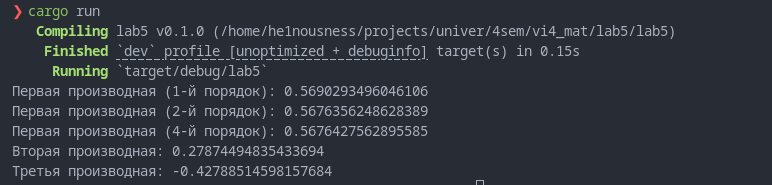 ❯ cargo run
Compiling lab5 v0.1.0 (/home/he1nousness/projects/univer/4sem/vi4_mat/lab5/lab5)
Finished `dev` profile [unoptimized + debuginfo] target(s) in 0.15s
Running `target/debug/lab5`
Первая производная (1-й порядок): 0.5690293496046106
Первая производная (2-й порядок): 0.5676356248628389
Первая производная (4-й порядок): 0.5676427562895585
Вторая производная: 0.27874494835433694
Третья производная: -0.42788514598157684